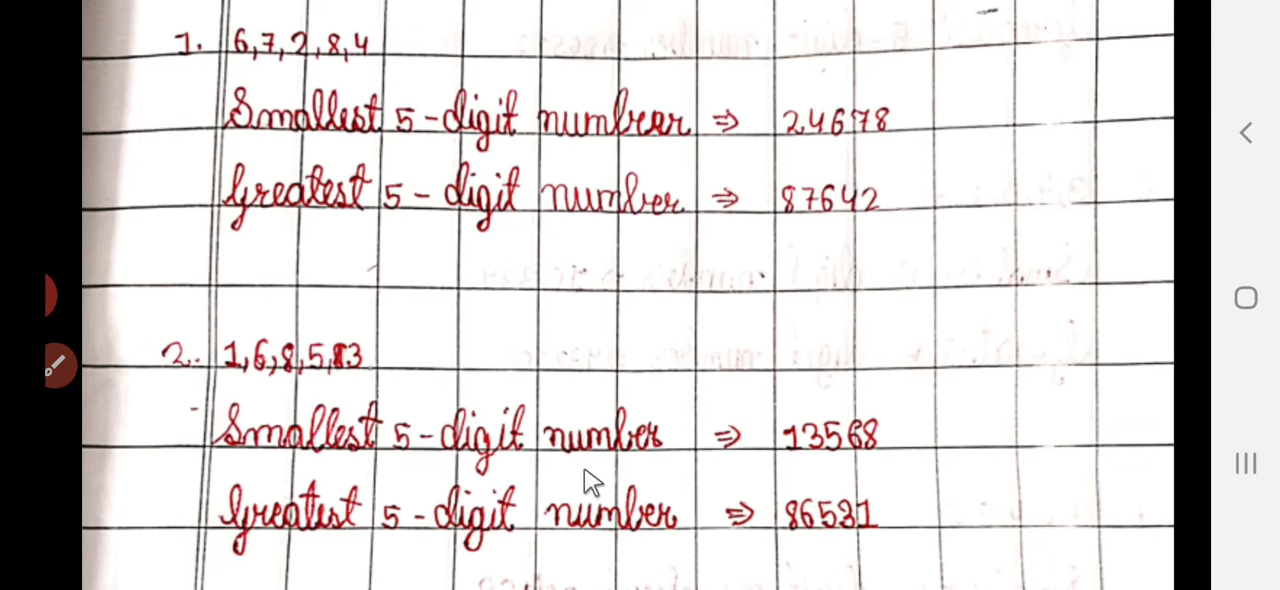 1. 6,7,2,8,4
Smallest 5-digit number ⇒ 24678
Greatest 5-digit number ⇒ 87642
2. 1,6,8,5,3
Smallest 5-digit number ⇒ 13568
Greatest 5-digit number ⇒ 86531